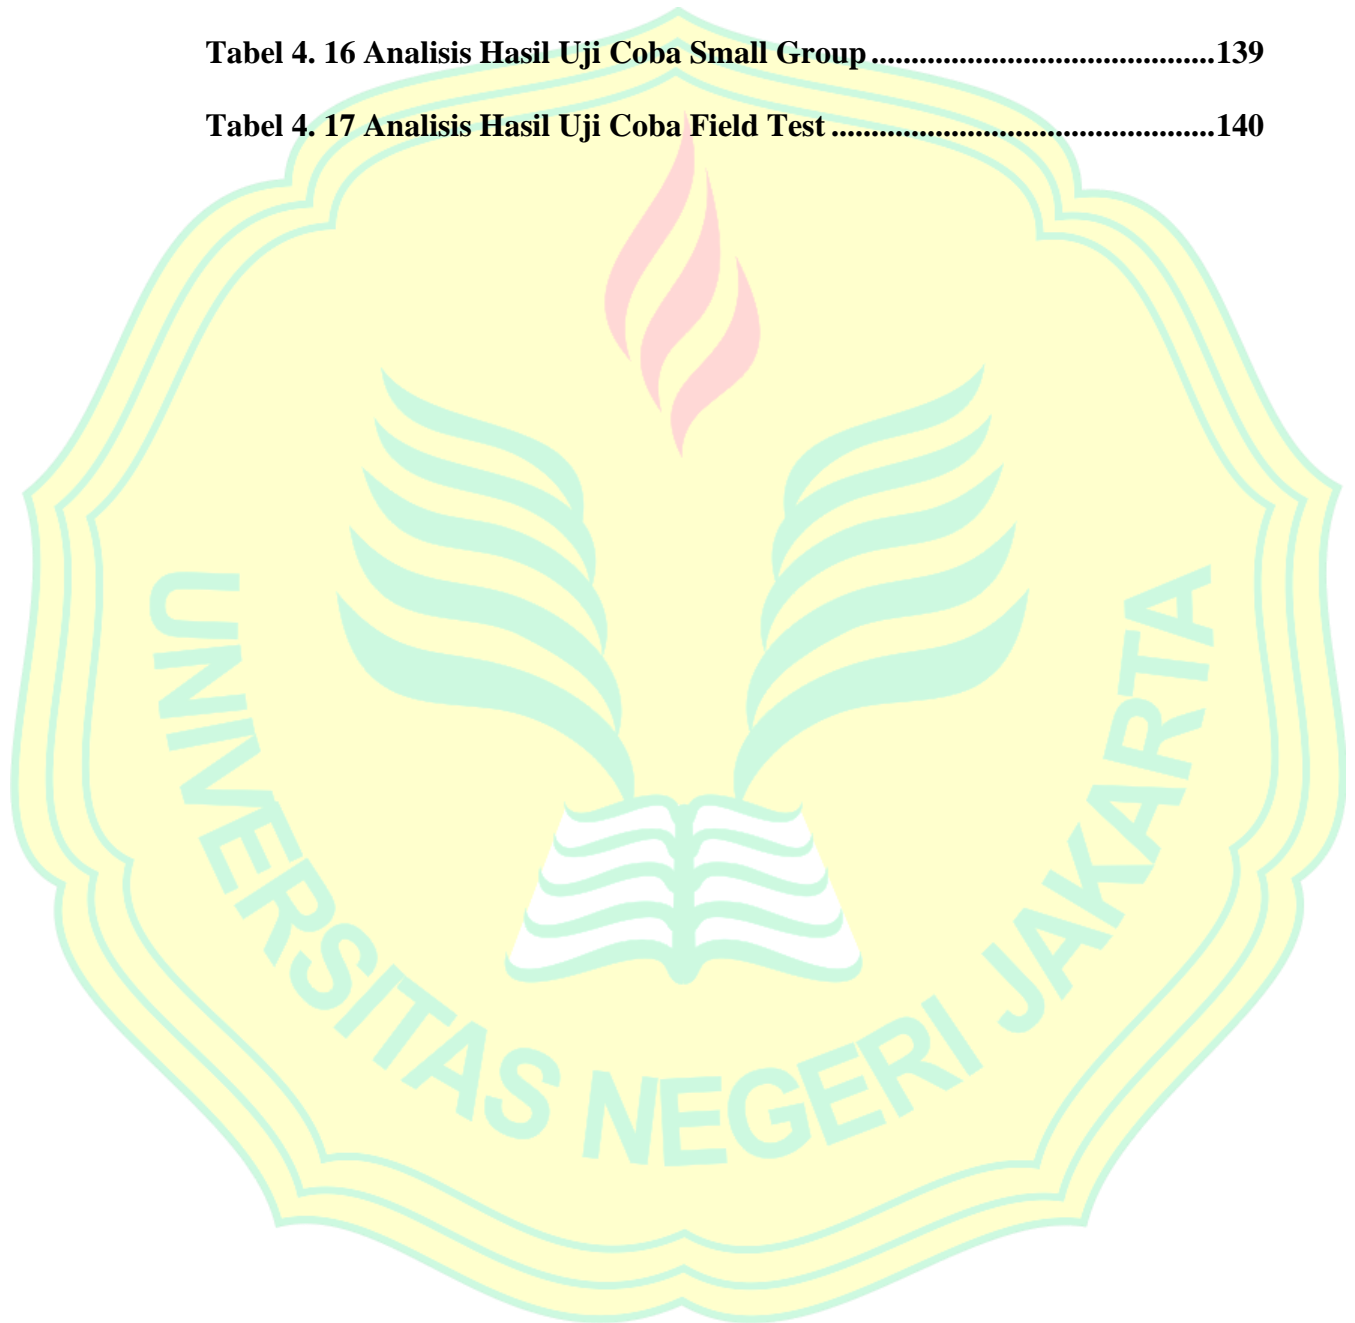 Tabel 4. 16 Analisis Hasil Uji Coba Small Group...........................................139
Tabel 4. 17 Analisis Hasil Uji Coba Field Test................................................140
UNIVERSITAS NEGERI JAKARTA